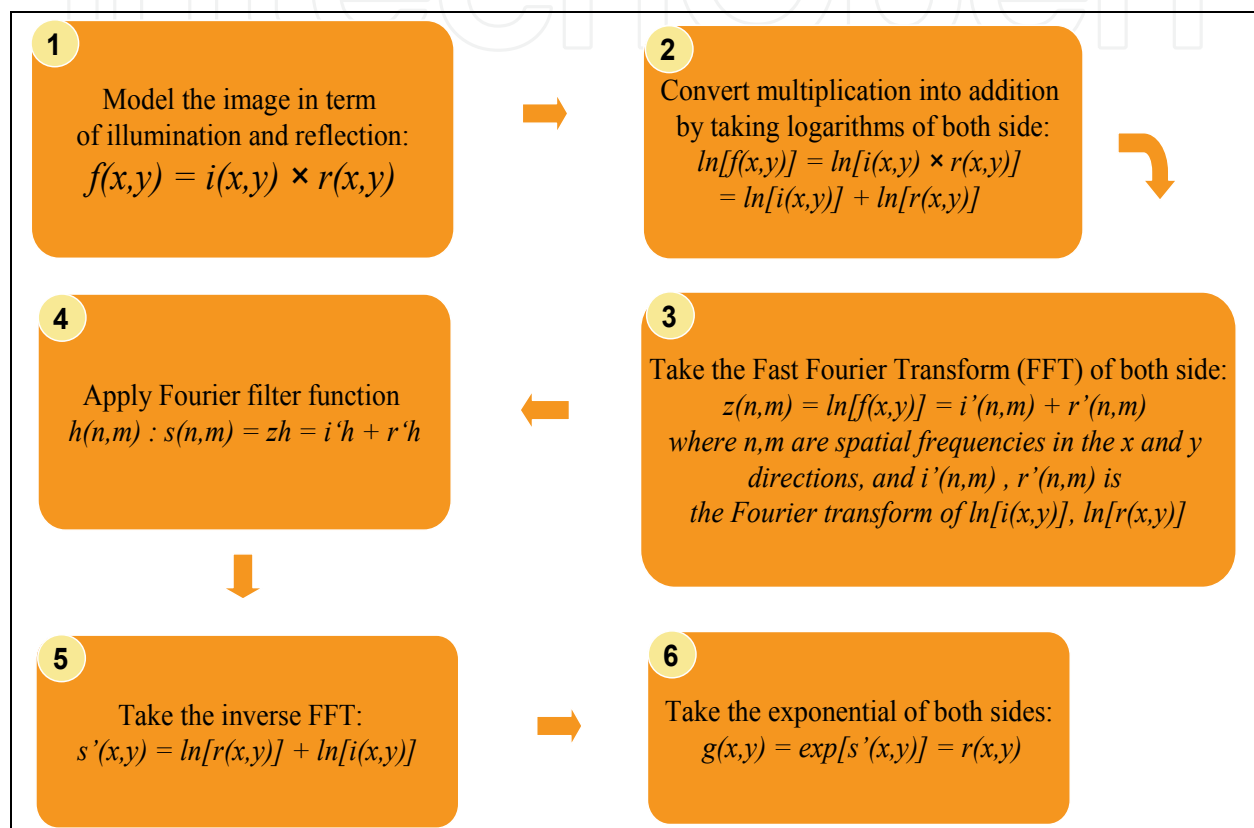 1
Model the image in term
of illumination and reflection:
f(x,y) = i(x,y) × r(x,y)
2
Convert multiplication into addition
by taking logarithms of both side:
ln[f(x,y)] = ln[i(x,y) × r(x,y)]
= ln[i(x,y)] + ln[r(x,y)]
3
Take the Fast Fourier Transform (FFT) of both side:
z(n,m) = ln[f(x,y)] = i’(n,m) + r’(n,m)
where n,m are spatial frequencies in the x and y
directions, and i’(n,m) , r’(n,m) is
the Fourier transform of ln[i(x,y)], ln[r(x,y)]
4
Apply Fourier filter function
h(n,m) : s(n,m) = zh = i‘h + r‘h
5
Take the inverse FFT:
s’(x,y) = ln[r(x,y)] + ln[i(x,y)]
6
Take the exponential of both sides:
g(x,y) = exp[s’(x,y)] = r(x,y)